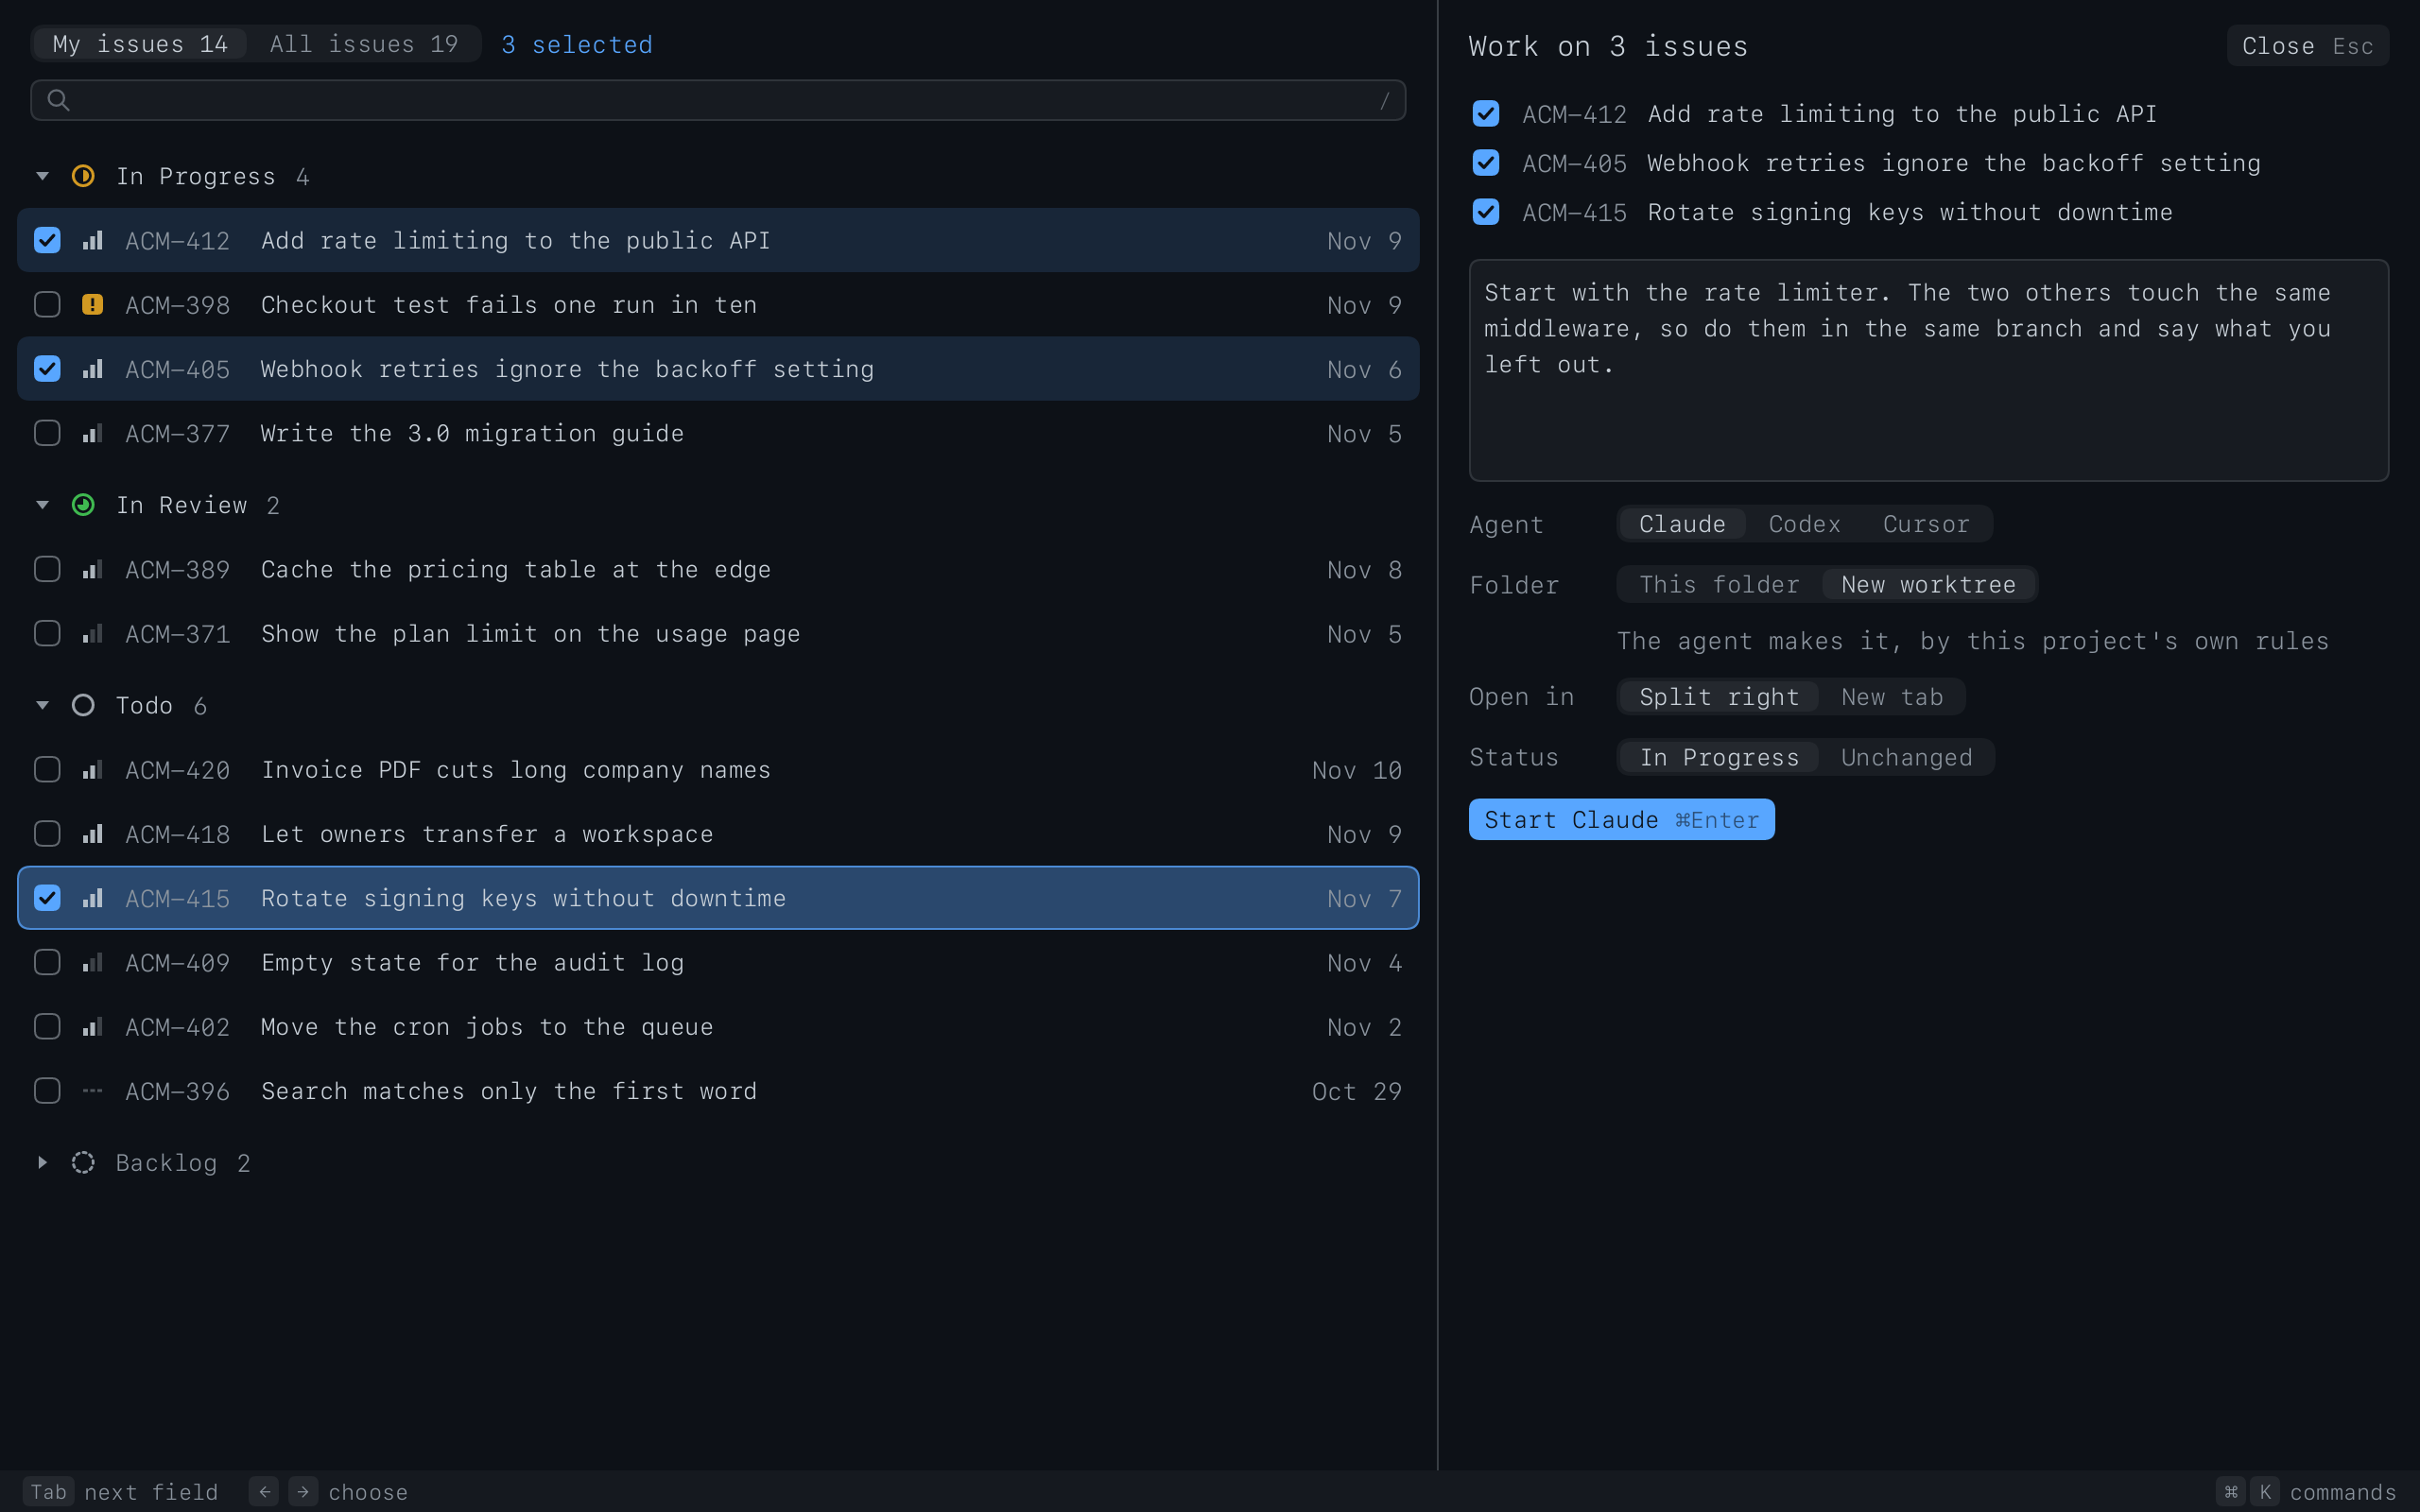 My issues 14 All issues 19 3 selected
/
In Progress 4
ACM-412 Add rate limiting to the public API Nov 9
ACM-398 Checkout test fails one run in ten Nov 9
ACM-405 Webhook retries ignore the backoff setting Nov 6
ACM-377 Write the 3.0 migration guide Nov 5
In Review 2
ACM-389 Cache the pricing table at the edge Nov 8
ACM-371 Show the plan limit on the usage page Nov 5
Todo 6
ACM-420 Invoice PDF cuts long company names Nov 10
ACM-418 Let owners transfer a workspace Nov 9
ACM-415 Rotate signing keys without downtime Nov 7
ACM-409 Empty state for the audit log Nov 4
ACM-402 Move the cron jobs to the queue Nov 2
ACM-396 Search matches only the first word Oct 29
Backlog 2
Work on 3 issues Close Esc
ACM-412 Add rate limiting to the public API
ACM-405 Webhook retries ignore the backoff setting
ACM-415 Rotate signing keys without downtime
Start with the rate limiter. The two others touch the same
middleware, so do them in the same branch and say what you
left out.
Agent Claude Codex Cursor
Folder This folder New worktree
The agent makes it, by this project's own rules
Open in Split right New tab
Status In Progress Unchanged
Start Claude ⌘Enter
Tab next field ← → choose ⌘ K commands